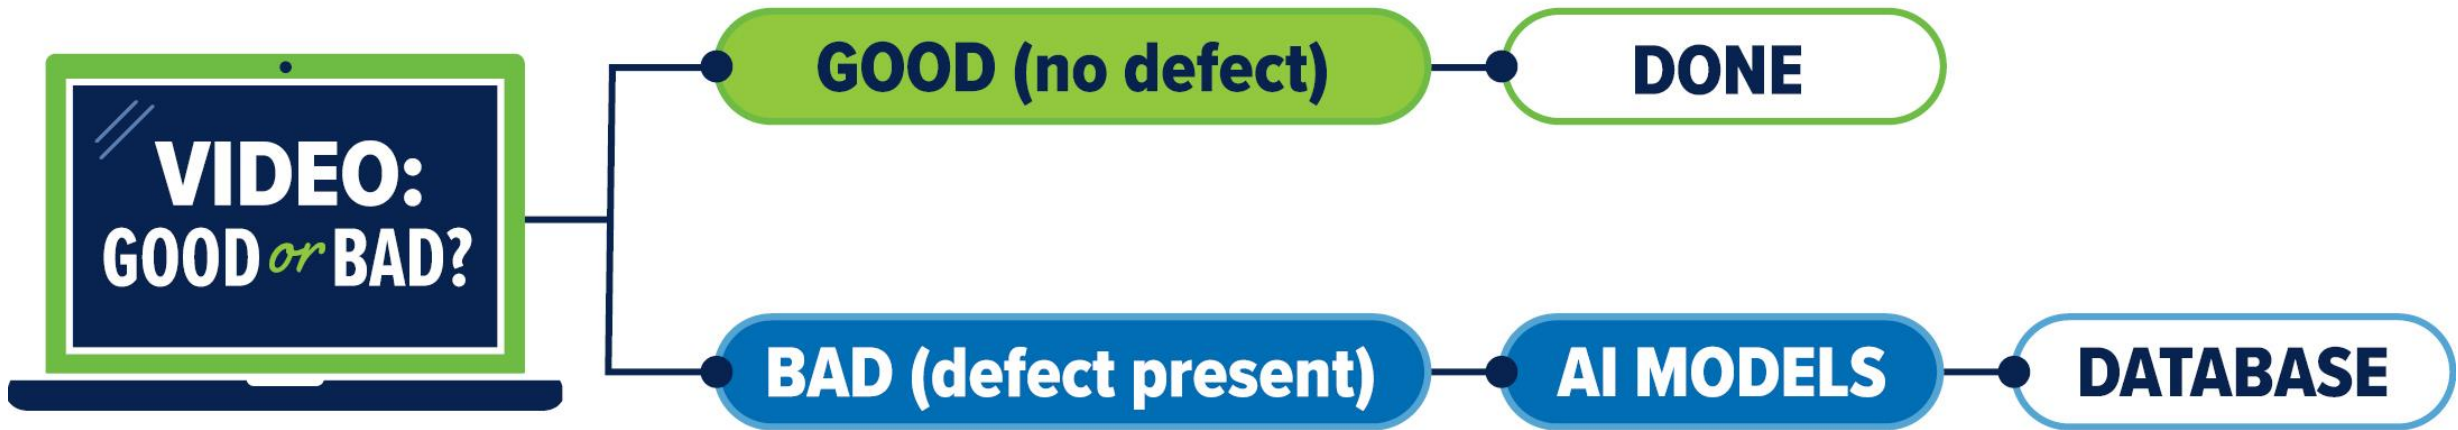 VIDEO:
GOOD or BAD?
GOOD (no defect)
DONE
BAD (defect present)
AI MODELS
DATABASE